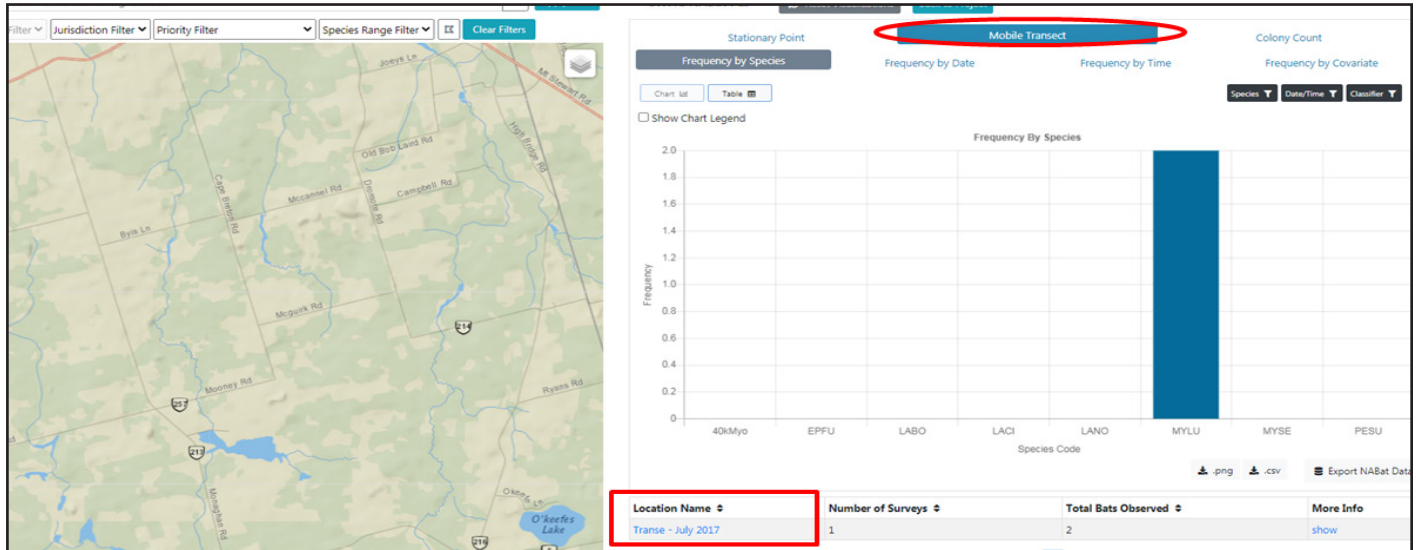 Filter Jurisdiction Filter Priority Filter Species Range Filter Clear Filters
Joeys Ln
Mt Stewart Rd
High Bridge Rd
Old Bob Laird Rd
Cape Breton Rd
Mccannel Rd
Dromore Rd
Campbell Rd
Byrs Ln
Mcguirk Rd
214
Mooney Rd
Ryans Rd
257
213
Monaghan Rd
Okeefs Ln
O'keefes
Lake
216
Stationary Point Mobile Transect Colony Count
Frequency by Species Frequency by Date Frequency by Time Frequency by Covariate
Chart Table Species Date/Time Classifier
Show Chart Legend
Frequency By Species
2.0
1.8
1.6
1.4
1.2
1.0
0.8
0.6
0.4
0.2
0
Frequency
40kMyo EPFU LABO LACI LANO MYLU MYSE PESU
Species Code
.png .csv Export NABat Data
Location Name Number of Surveys Total Bats Observed More Info
Transe - July 2017 1 2 show